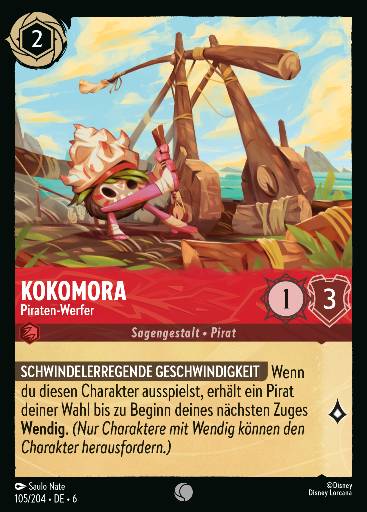 2
KOKOMORA
Piraten-Werfer
1
3
Sagengestalt • Pirat
SCHWINDELERREGENDE GESCHWINDIGKEIT Wenn
du diesen Charakter ausspielst, erhält ein Pirat
deiner Wahl bis zu Beginn deines nächsten Zuges
Wendig. (Nur Charaktere mit Wendig können den
Charakter herausfordern.)
Saulo Nate
©Disney
105/204 • DE • 6
Disney Lorcana